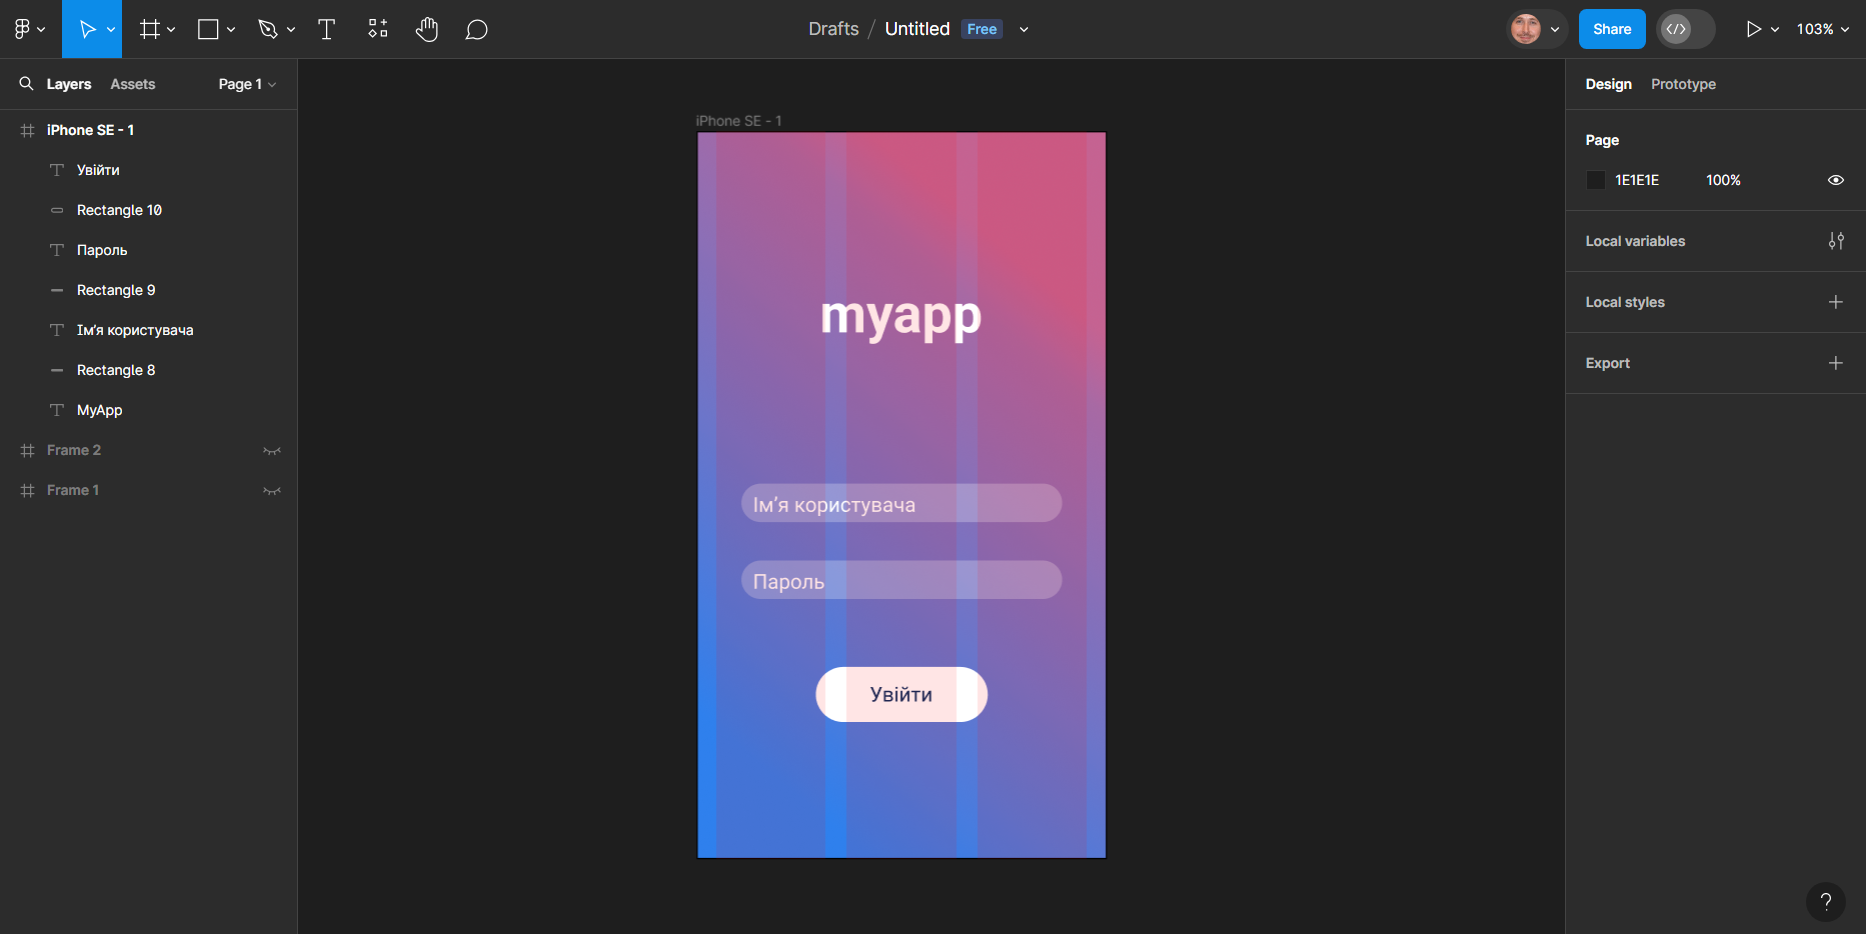 Drafts / Untitled Free
Share
103%
Layers Assets Page 1
iPhone SE - 1
Увійти
Rectangle 10
Пароль
Rectangle 9
Ім’я користувача
Rectangle 8
MyApp
Frame 2
Frame 1
iPhone SE - 1
myapp
Ім’я користувача
Пароль
Увійти
Design Prototype
Page
1E1E1E 100%
Local variables
Local styles
Export
?